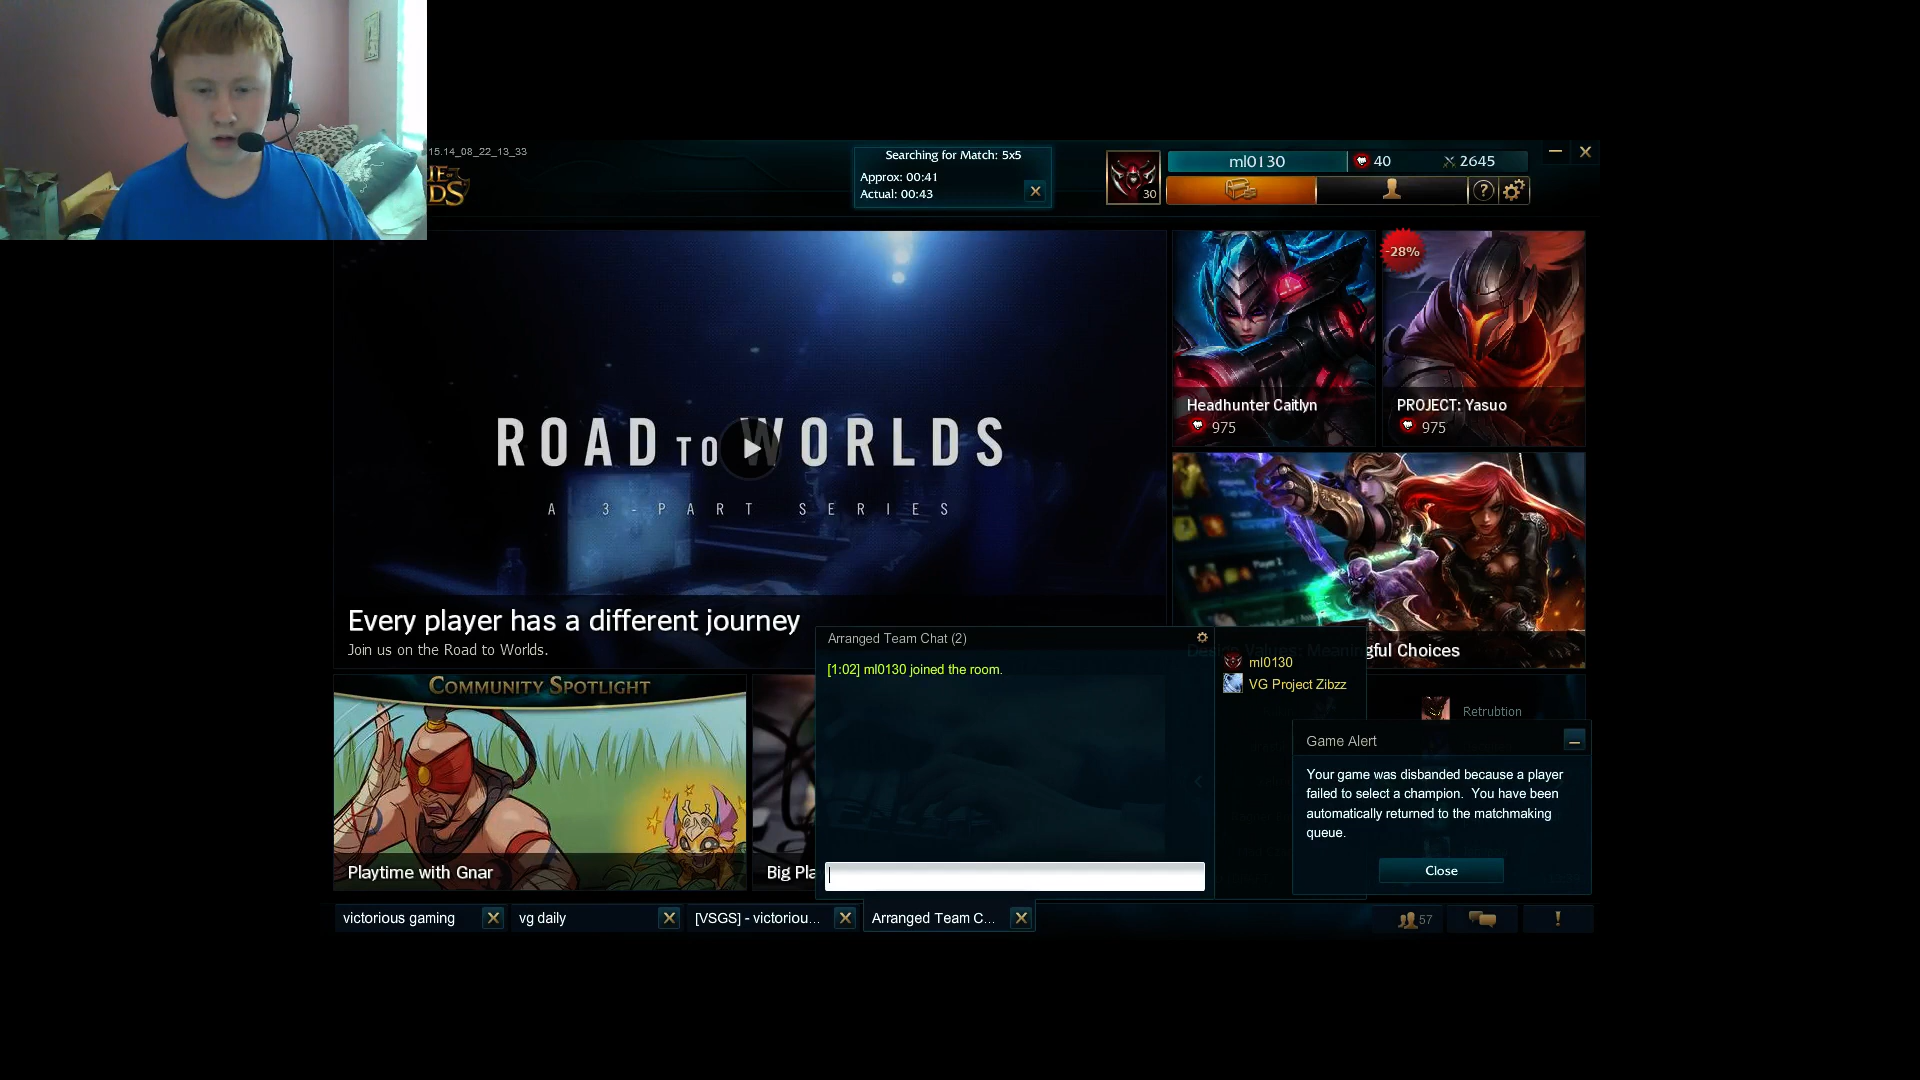 15.14_08_22_13_33
Searching for Match: 5x5
Approx: 00:41
Actual: 00:43
30
ml0130
40
2645
?
ROAD TO WORLDS
A 3-PART SERIES
Every player has a different journey
Join us on the Road to Worlds.
Headhunter Caitlyn
975
-28%
PROJECT: Yasuo
975
Design Values: Meaningful Choices
COMMUNITY SPOTLIGHT
Playtime with Gnar
Big Pla
Arranged Team Chat (2)
[1:02] ml0130 joined the room.
ml0130
VG Project Zibzz
Retrubtion
Game Alert
Your game was disbanded because a player
failed to select a champion. You have been
automatically returned to the matchmaking
queue.
Close
victorious gaming
vg daily
[VSGS] - victoriou...
Arranged Team C...
57
!